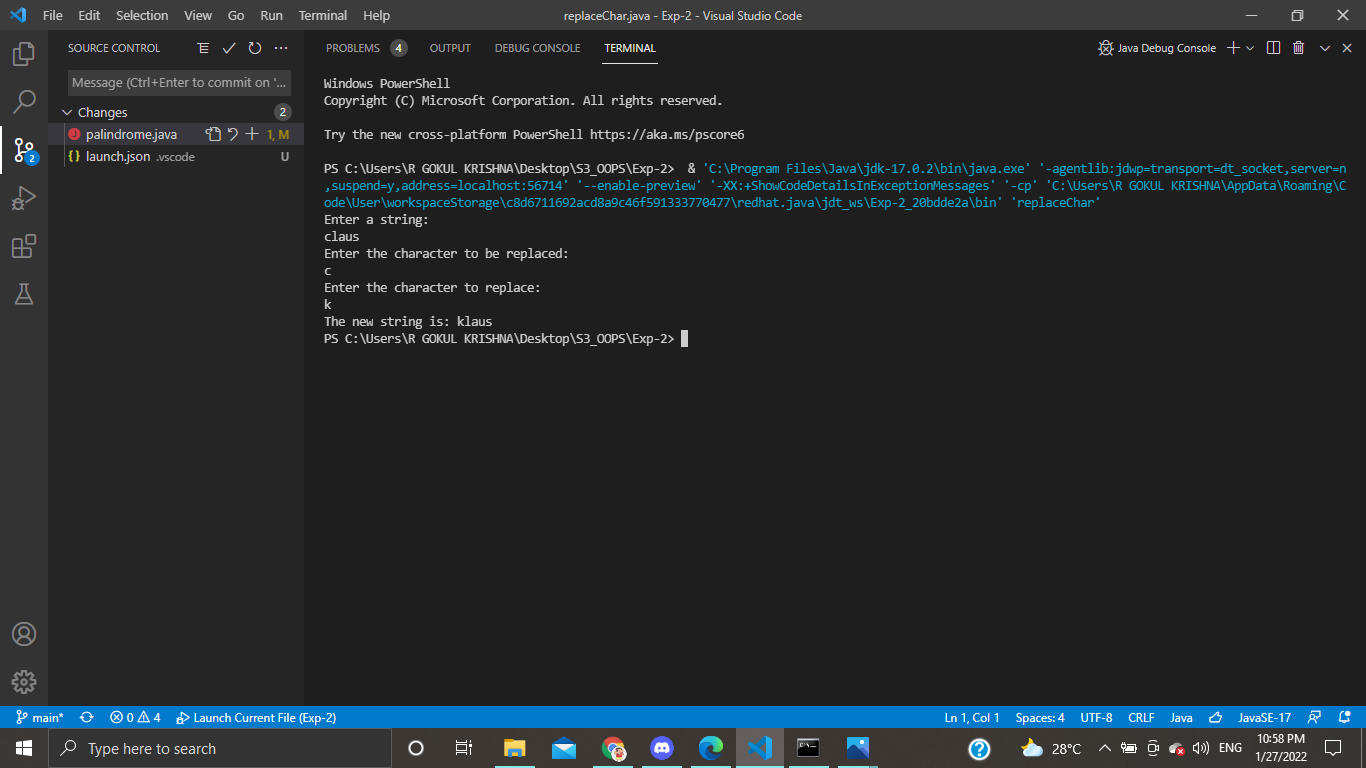 File Edit Selection View Go Run Terminal Help
replaceChar.java - Exp-2 - Visual Studio Code
SOURCE CONTROL
Message (Ctrl+Enter to commit on '...
Changes 2
palindrome.java 1, M
launch.json .vscode U
2
PROBLEMS 4 OUTPUT DEBUG CONSOLE TERMINAL
Java Debug Console
Windows PowerShell
Copyright (C) Microsoft Corporation. All rights reserved.
Try the new cross-platform PowerShell https://aka.ms/pscore6
PS C:\Users\R GOKUL KRISHNA\Desktop\S3_OOPS\Exp-2>  & 'C:\Program Files\Java\jdk-17.0.2\bin\java.exe' '-agentlib:jdwp=transport=dt_socket,server=n
,suspend=y,address=localhost:56714' '--enable-preview' '-XX:+ShowCodeDetailsInExceptionMessages' '-cp' 'C:\Users\R GOKUL KRISHNA\AppData\Roaming\C
ode\User\workspaceStorage\c8d6711692acd8a9c46f591333770477\redhat.java\jdt_ws\Exp-2_20bdde2a\bin' 'replaceChar'
Enter a string:
claus
Enter the character to be replaced:
c
Enter the character to replace:
k
The new string is: klaus
PS C:\Users\R GOKUL KRISHNA\Desktop\S3_OOPS\Exp-2>
main* 0 4 Launch Current File (Exp-2)
Ln 1, Col 1 Spaces: 4 UTF-8 CRLF Java JavaSE-17
Type here to search
28°C ENG
10:58 PM
1/27/2022